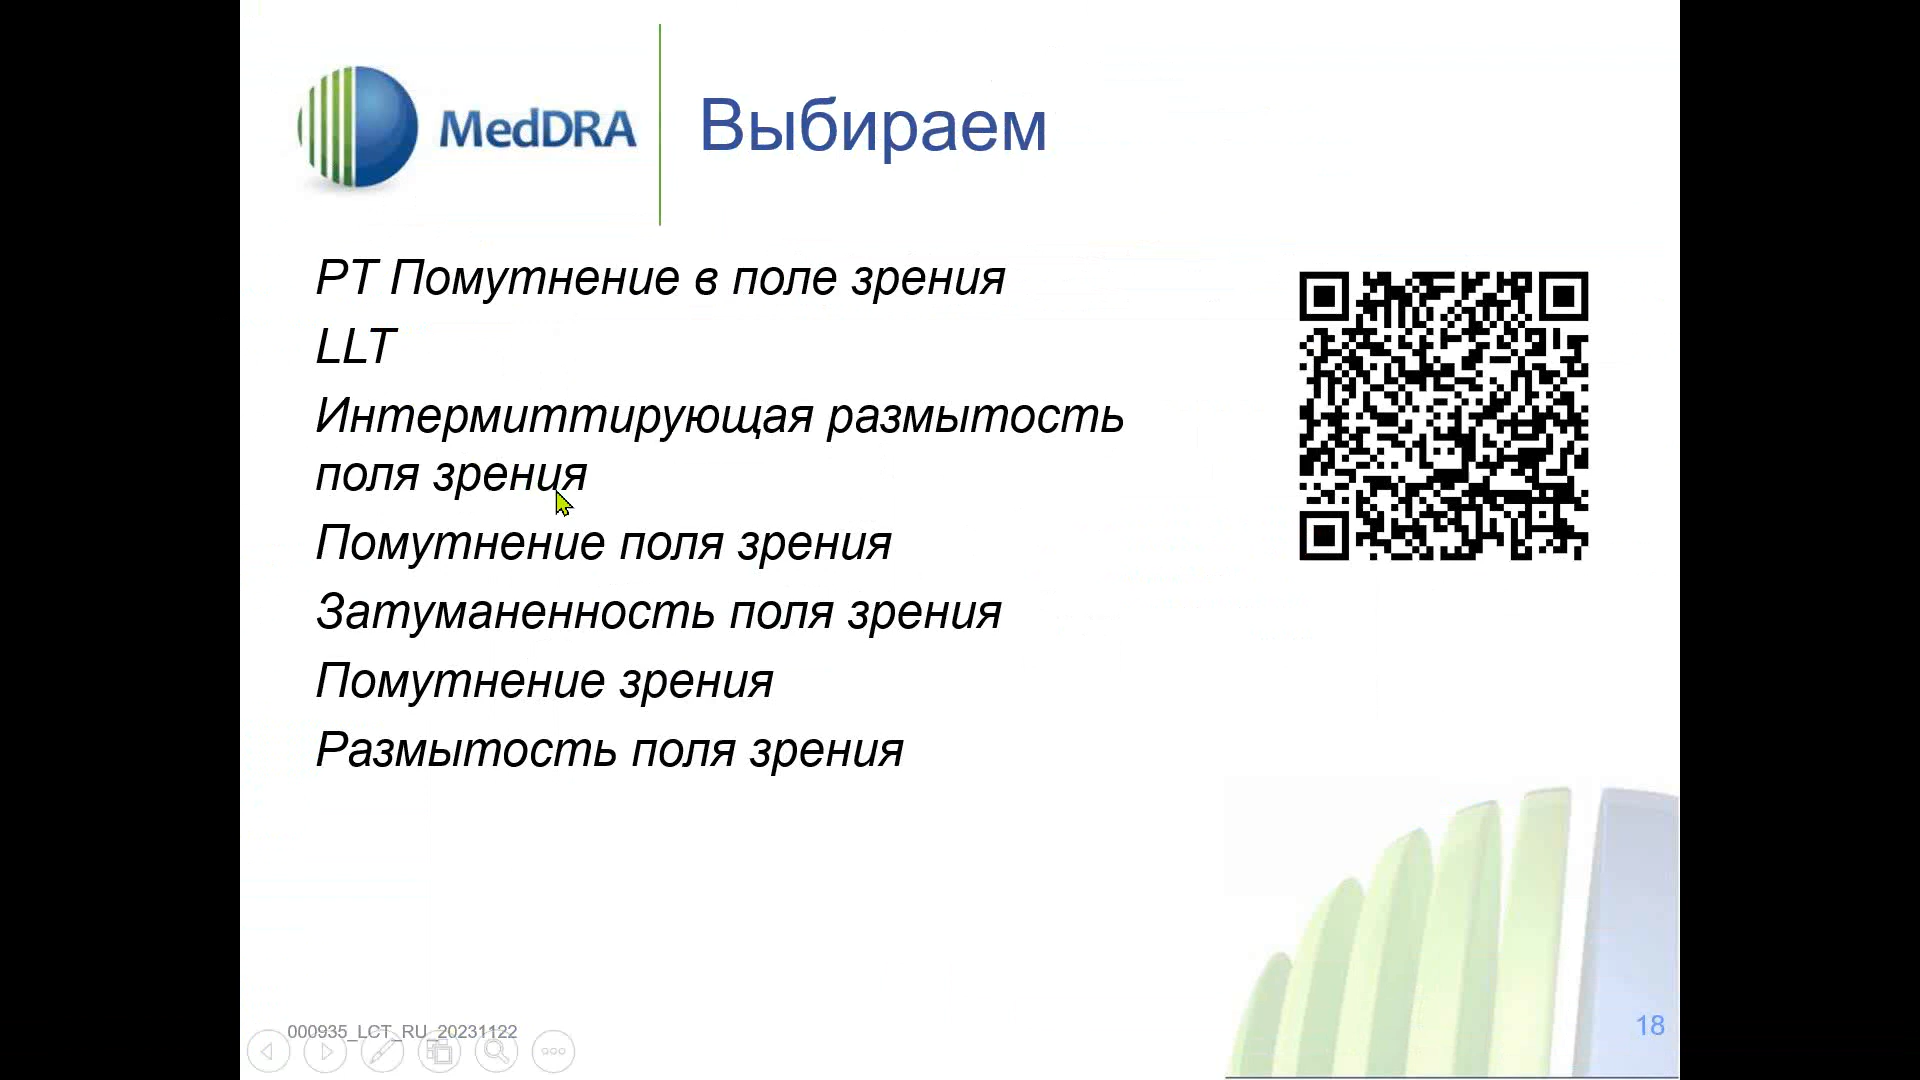 MedDRA
Выбираем
PT Помутнение в поле зрения
LLT
Интермиттирующая размытость
поля зрения
Помутнение поля зрения
Затуманенность поля зрения
Помутнение зрения
Размытость поля зрения
000935_LCT_RU_20231122
18